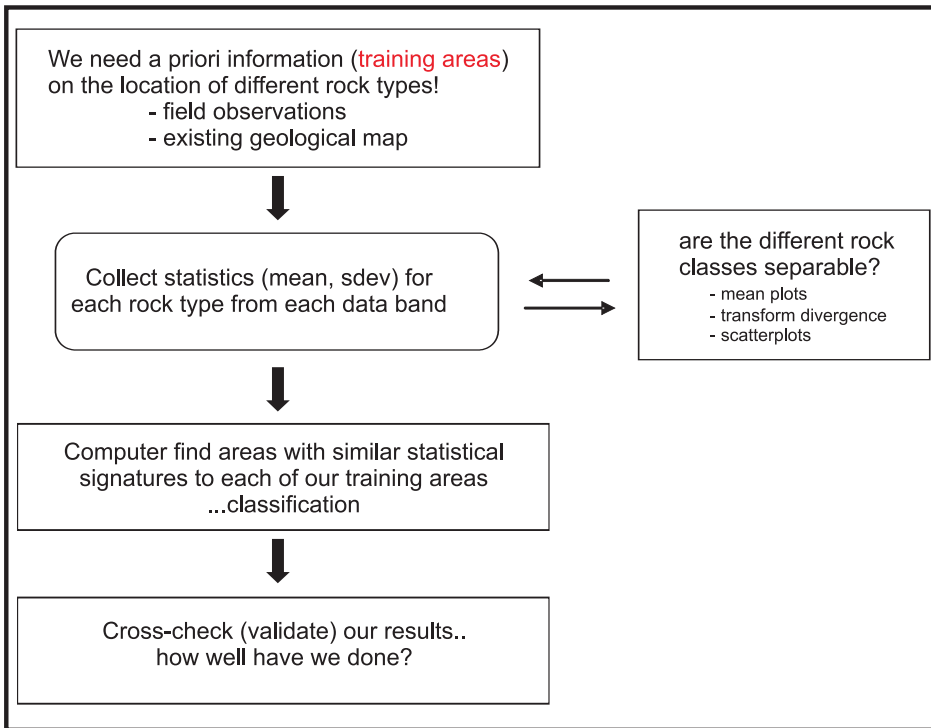 We need a priori information (training areas)
on the location of different rock types!
- field observations
- existing geological map
Collect statistics (mean, sdev) for
each rock type from each data band
are the different rock
classes separable?
- mean plots
- transform divergence
- scatterplots
Computer find areas with similar statistical
signatures to each of our training areas
...classification
Cross-check (validate) our results..
how well have we done?